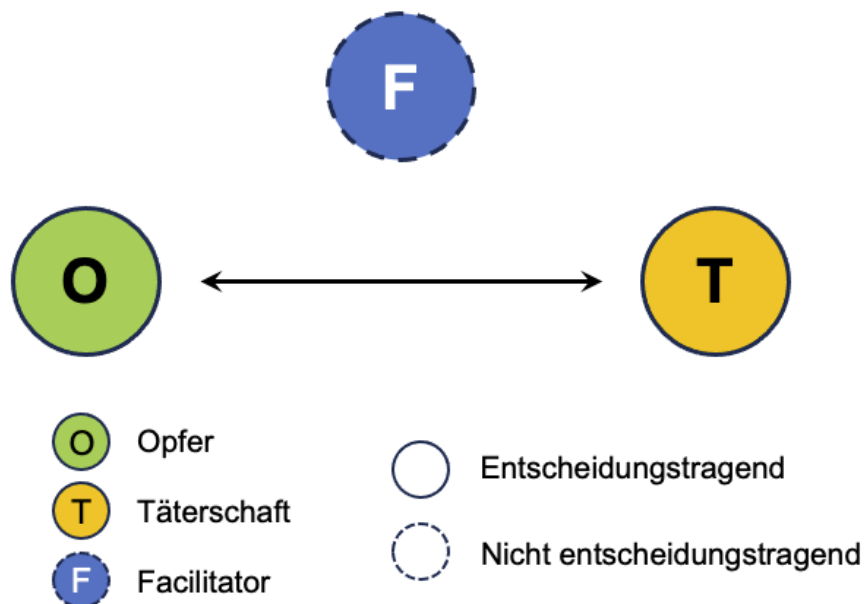 F
O
T
O Opfer
T Täterschaft
F Facilitator
Entscheidungstragend
Nicht entscheidungstragend